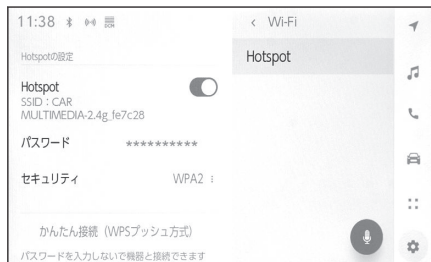 11:38
< Wi-Fi
Hotspotの設定
Hotspot
Hotspot
SSID：CAR
MULTIMEDIA-2.4g_fe7c28
パスワード **********
セキュリティ WPA2
かんたん接続（WPSプッシュ方式）
パスワードを入力しないで機器と接続できます